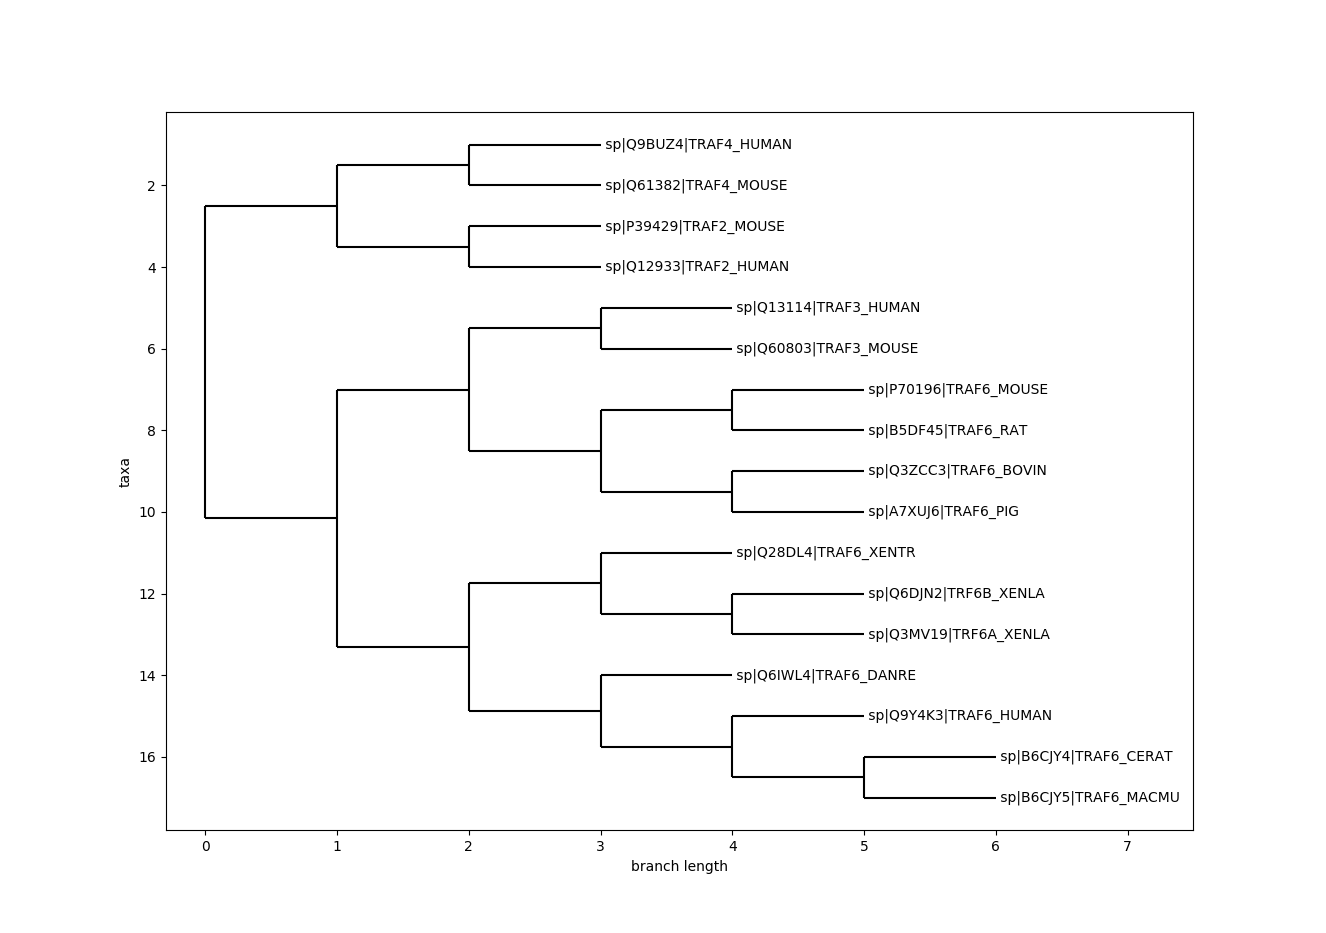 sp|Q9BUZ4|TRAF4_HUMAN
2
sp|Q61382|TRAF4_MOUSE
sp|P39429|TRAF2_MOUSE
4
sp|Q12933|TRAF2_HUMAN
sp|Q13114|TRAF3_HUMAN
6
sp|Q60803|TRAF3_MOUSE
sp|P70196|TRAF6_MOUSE
8
sp|B5DF45|TRAF6_RAT
taxa
sp|Q3ZCC3|TRAF6_BOVIN
10
sp|A7XUJ6|TRAF6_PIG
sp|Q28DL4|TRAF6_XENTR
12
sp|Q6DJN2|TRF6B_XENLA
sp|Q3MV19|TRF6A_XENLA
14
sp|Q6IWL4|TRAF6_DANRE
sp|Q9Y4K3|TRAF6_HUMAN
16
sp|B6CJY4|TRAF6_CERAT
sp|B6CJY5|TRAF6_MACMU
0 1 2 3 4 5 6 7
branch length